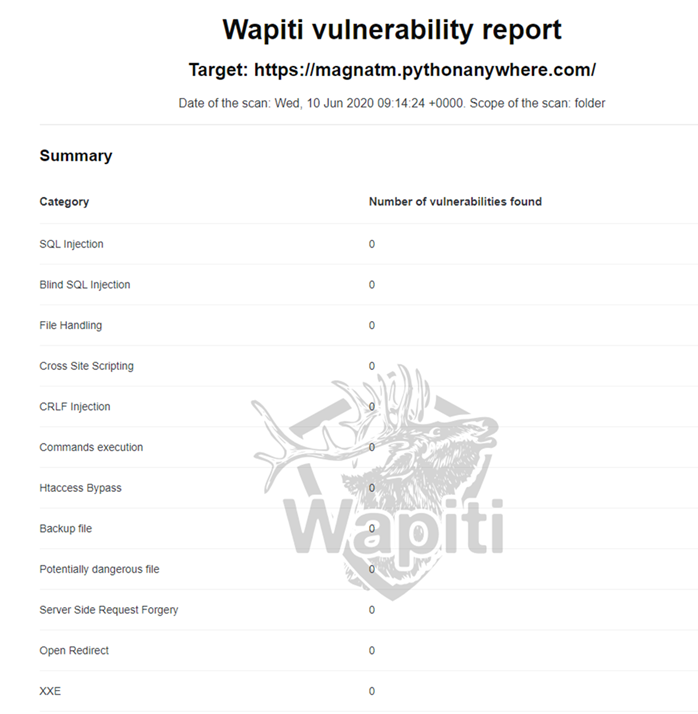 Wapiti vulnerability report
Target: https://magnatm.pythonanywhere.com/
Date of the scan: Wed, 10 Jun 2020 09:14:24 +0000. Scope of the scan: folder
Summary
Category Number of vulnerabilities found
SQL Injection 0
Blind SQL Injection 0
File Handling 0
Cross Site Scripting 0
CRLF Injection 0
Commands execution 0
Htaccess Bypass 0
Wapiti
Backup file 0
Potentially dangerous file 0
Server Side Request Forgery 0
Open Redirect 0
XXE 0